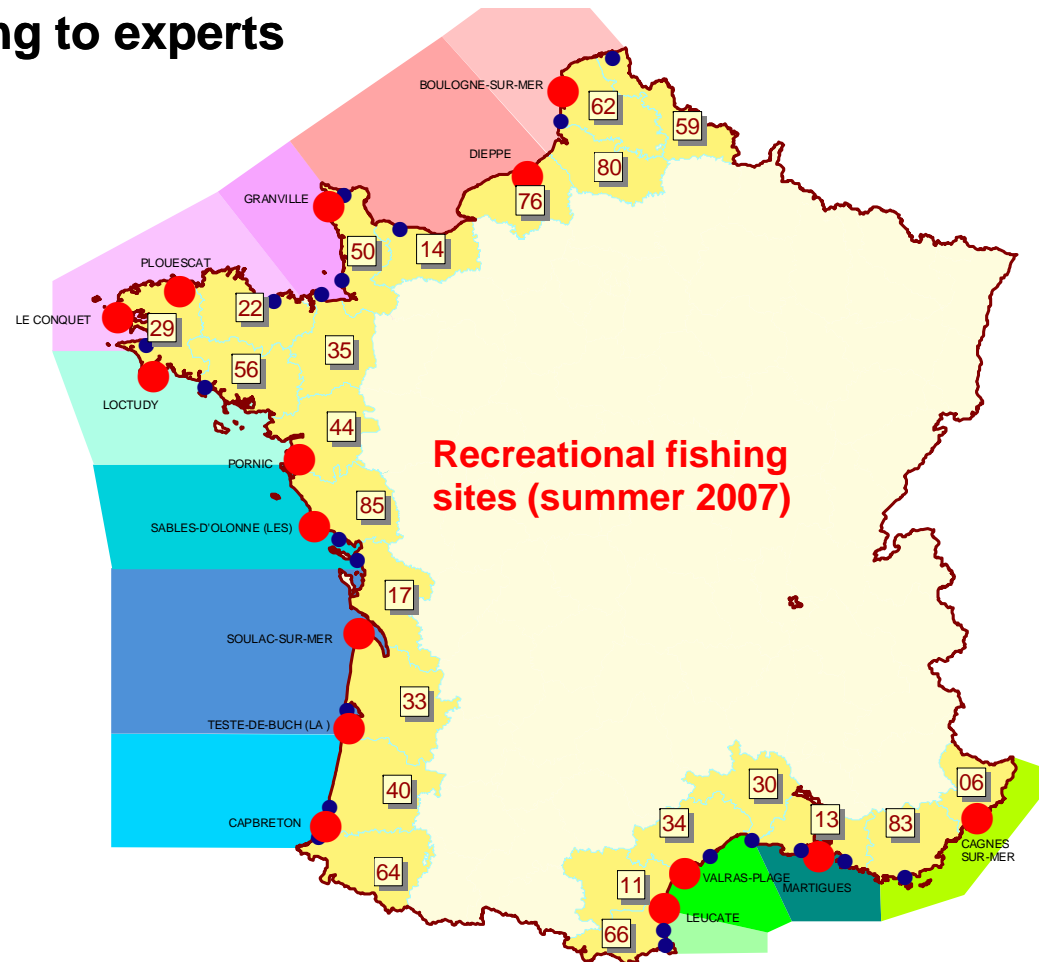 ng to experts
BOULOGNE-SUR-MER
62
59
DIEPPE
80
76
GRANVILLE
50
14
PLOUESCAT
22
LE CONQUET
29
35
56
LOCTUDY
44
Recreational fishing
sites (summer 2007)
PORNIC
85
SABLES-D'OLONNE (LES)
17
SOULAC-SUR-MER
33
TESTE-DE-BUCH (LA )
40
30
06
CAPBRETON
34
13
83
CAGNES
SUR-MER
64
11
VALRAS-PLAGE
MARTIGUES
LEUCATE
66